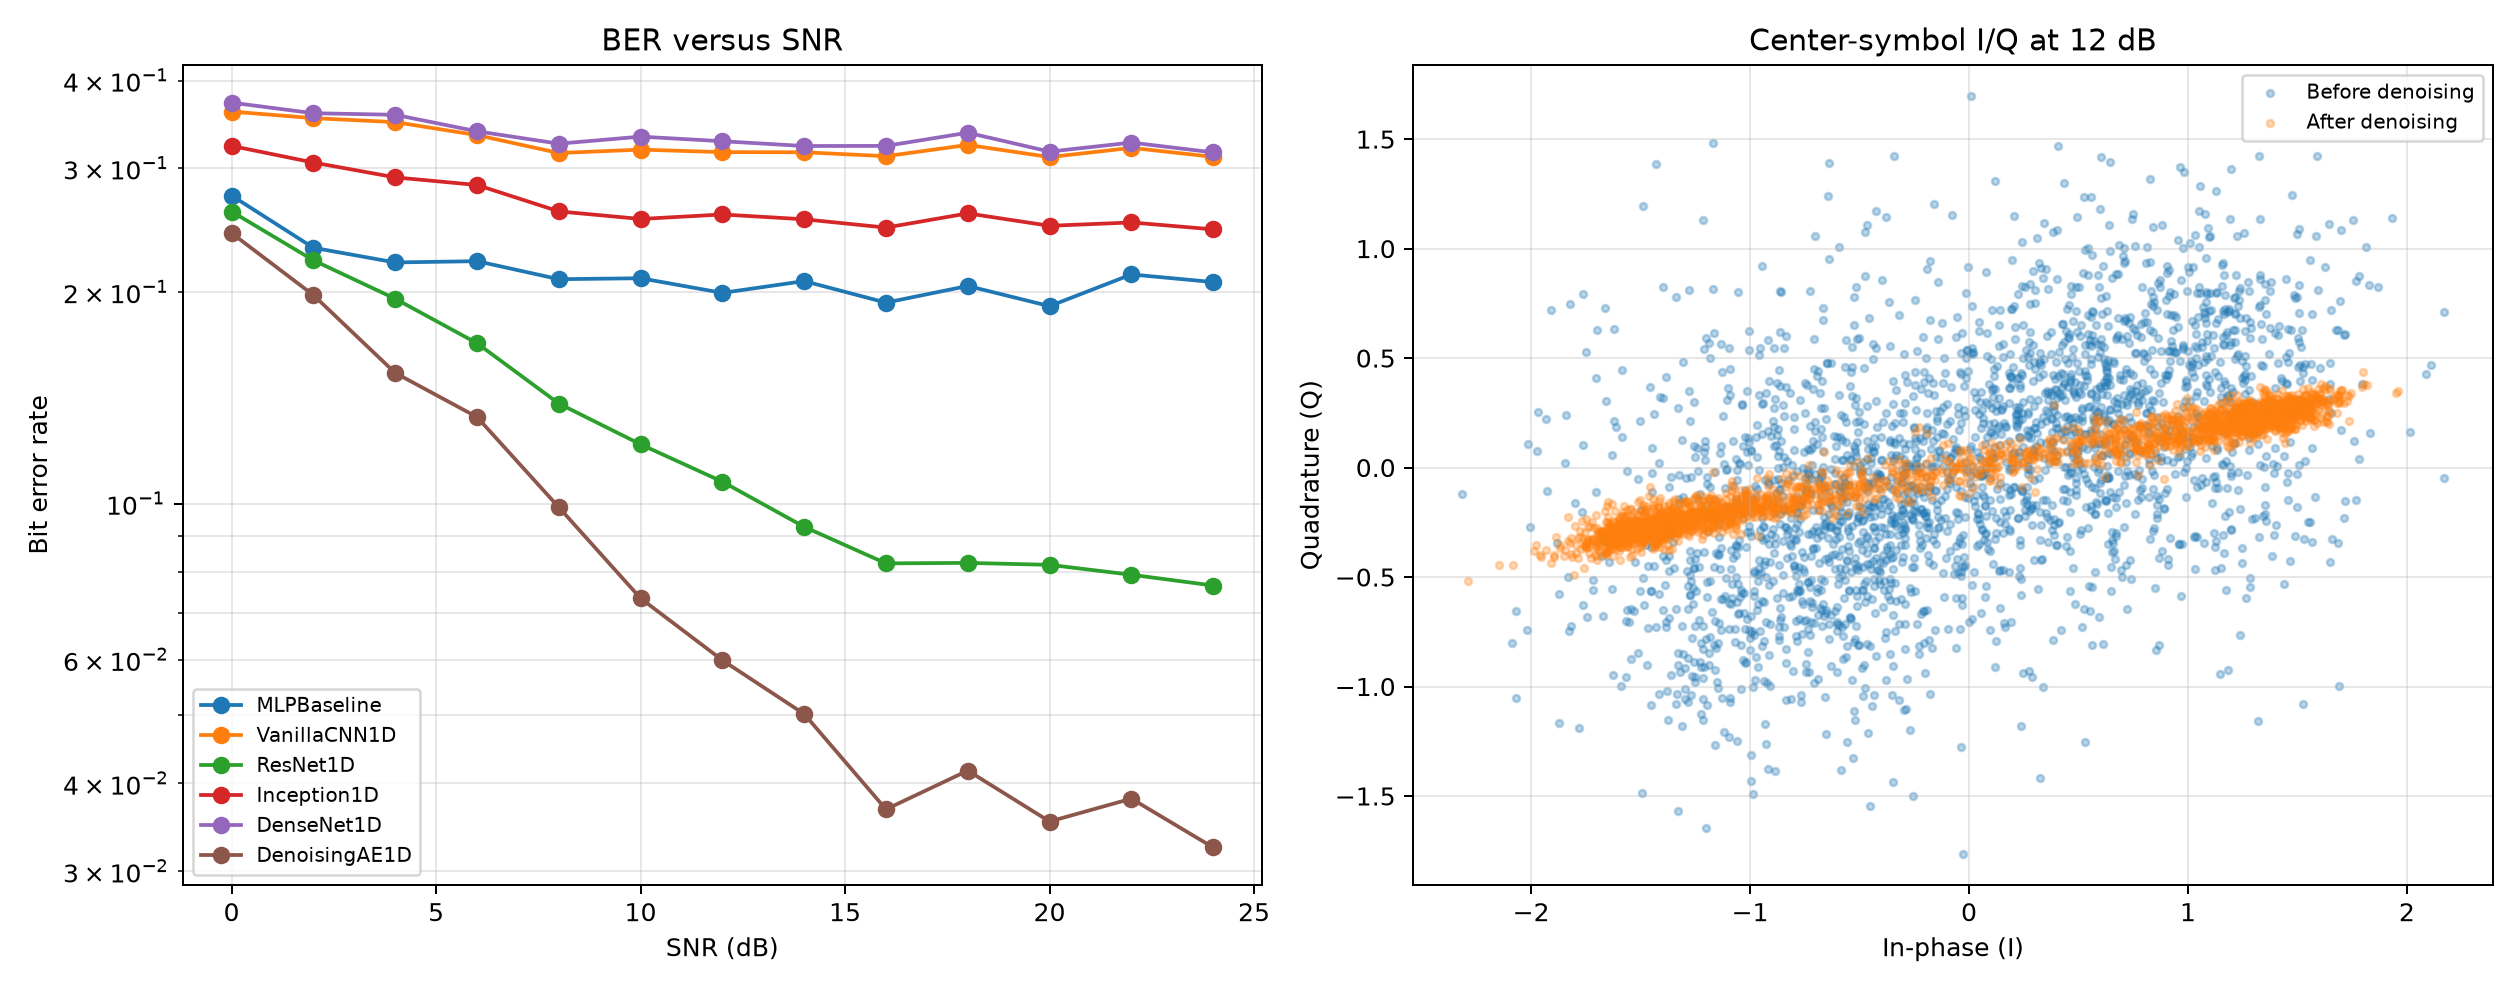 BER versus SNR
4 × 10⁻¹
3 × 10⁻¹
2 × 10⁻¹
10⁻¹
6 × 10⁻²
4 × 10⁻²
3 × 10⁻²
Bit error rate
MLPBaseline
VanillaCNN1D
ResNet1D
Inception1D
DenseNet1D
DenoisingAE1D
0 5 10 15 20 25
SNR (dB)
Center-symbol I/Q at 12 dB
Before denoising
After denoising
1.5
1.0
0.5
0.0
−0.5
−1.0
−1.5
Quadrature (Q)
−2 −1 0 1 2
In-phase (I)